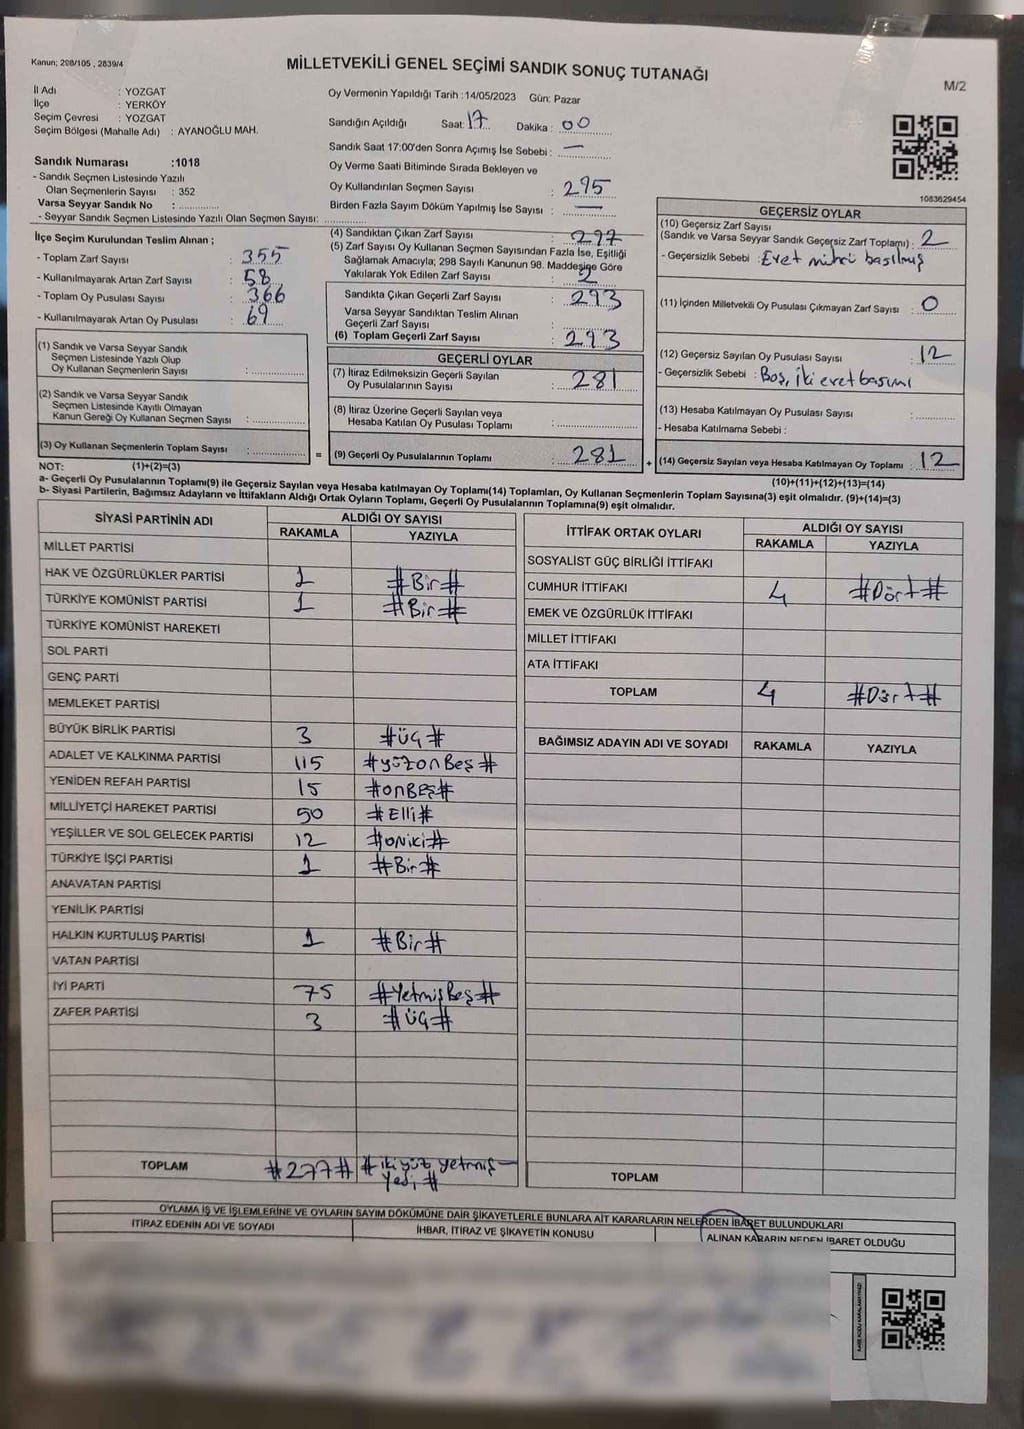 Kanun; 298/105 , 2839/4
MİLLETVEKİLİ GENEL SEÇİMİ SANDIK SONUÇ TUTANAĞI
M/2
İl Adı : YOZGAT
İlçe : YERKÖY
Seçim Çevresi : YOZGAT
Seçim Bölgesi (Mahalle Adı) : AYANOĞLU MAH.
Sandık Numarası :1018
- Sandık Seçmen Listesinde Yazılı
Olan Seçmenlerin Sayısı : 352
Varsa Seyyar Sandık No :
- Seyyar Sandık Seçmen Listesinde Yazılı Olan Seçmen Sayısı:
Oy Vermenin Yapıldığı Tarih :14/05/2023 Gün: Pazar
Sandığın Açıldığı Saat: 17 Dakika : 00
Sandık Saat 17:00'den Sonra Açımış İse Sebebi : —
Oy Verme Saati Bitiminde Sırada Bekleyen ve
Oy Kullandırılan Seçmen Sayısı : 295
Birden Fazla Sayım Döküm Yapılmış İse Sayısı : —
1083629454
İlçe Seçim Kurulundan Teslim Alınan ;
- Toplam Zarf Sayısı : 355
- Kullanılmayarak Artan Zarf Sayısı : 58
- Toplam Oy Pusulası Sayısı : 366
- Kullanılmayarak Artan Oy Pusulası : 69
(1) Sandık ve Varsa Seyyar Sandık
Seçmen Listesinde Yazılı Olup
Oy Kullanan Seçmenlerin Sayısı :
(2) Sandık ve Varsa Seyyar Sandık
Seçmen Listesinde Kayıtlı Olmayan
Kanun Gereği Oy Kullanan Seçmen Sayısı :
(3) Oy Kullanan Seçmenlerin Toplam Sayısı :
(4) Sandıktan Çıkan Zarf Sayısı : 297
(5) Zarf Sayısı Oy Kullanan Seçmen Sayısından Fazla İse, Eşitliği
Sağlamak Amacıyla; 298 Sayılı Kanunun 98. Maddesine Göre
Yakılarak Yok Edilen Zarf Sayısı : 2
Sandıkta Çıkan Geçerli Zarf Sayısı : 293
Varsa Seyyar Sandıktan Teslim Alınan
Geçerli Zarf Sayısı :
(6) Toplam Geçerli Zarf Sayısı : 293
GEÇERLİ OYLAR
(7) İtiraz Edilmeksizin Geçerli Sayılan
Oy Pusulalarının Sayısı : 281
(8) İtiraz Üzerine Geçerli Sayılan veya
Hesaba Katılan Oy Pusulası Toplamı :
= (9) Geçerli Oy Pusulalarının Toplamı : 281 +
GEÇERSİZ OYLAR
(10) Geçersiz Zarf Sayısı
(Sandık ve Varsa Seyyar Sandık Geçersiz Zarf Toplamı) : 2
- Geçersizlik Sebebi : Evet mührü basılmış
(11) İçinden Milletvekili Oy Pusulası Çıkmayan Zarf Sayısı : 0
(12) Geçersiz Sayılan Oy Pusulası Sayısı : 12
- Geçersizlik Sebebi : Boş, iki evet basımı
(13) Hesaba Katılmayan Oy Pusulası Sayısı :
- Hesaba Katılmama Sebebi :
(14) Geçersiz Sayılan veya Hesaba Katılmayan Oy Toplamı : 12
NOT: (1)+(2)=(3)
(10)+(11)+(12)+(13)=(14)
a- Geçerli Oy Pusulalarının Toplamı(9) ile Geçersiz Sayılan veya Hesaba katılmayan Oy Toplamı(14) Toplamları, Oy Kullanan Seçmenlerin Toplam Sayısına(3) eşit olmalıdır. (9)+(14)=(3)
b- Siyasi Partilerin, Bağımsız Adayların ve İttifakların Aldığı Ortak Oyların Toplamı, Geçerli Oy Pusulalarının Toplamına(9) eşit olmalıdır.
SİYASİ PARTİNİN ADI
ALDIĞI OY SAYISI
RAKAMLA YAZIYLA
MİLLET PARTİSİ
HAK VE ÖZGÜRLÜKLER PARTİSİ 1 #Bir#
TÜRKİYE KOMÜNİST PARTİSİ 1 #Bir#
TÜRKİYE KOMÜNİST HAREKETİ
SOL PARTİ
GENÇ PARTİ
MEMLEKET PARTİSİ
BÜYÜK BİRLİK PARTİSİ 3 #üç#
ADALET VE KALKINMA PARTİSİ 115 #yüzonBeş#
YENİDEN REFAH PARTİSİ 15 #onBEŞ#
MİLLİYETÇİ HAREKET PARTİSİ 50 #Elli#
YEŞİLLER VE SOL GELECEK PARTİSİ 12 #oniki#
TÜRKİYE İŞÇİ PARTİSİ 1 #Bir#
ANAVATAN PARTİSİ
YENİLİK PARTİSİ
HALKIN KURTULUŞ PARTİSİ 1 #Bir#
VATAN PARTİSİ
İYİ PARTİ 75 #YetmişBeş#
ZAFER PARTİSİ 3 #üç#
TOPLAM #277# #ikiyüz yetmiş
yedi#
İTTİFAK ORTAK OYLARI
ALDIĞI OY SAYISI
RAKAMLA YAZIYLA
SOSYALİST GÜÇ BİRLİĞİ İTTİFAKI
CUMHUR İTTİFAKI 4 #Dört#
EMEK VE ÖZGÜRLÜK İTTİFAKI
MİLLET İTTİFAKI
ATA İTTİFAKI
TOPLAM 4 #Dört#
BAĞIMSIZ ADAYIN ADI VE SOYADI RAKAMLA YAZIYLA
TOPLAM
OYLAMA İŞ VE İŞLEMLERİNE VE OYLARIN SAYIM DÖKÜMÜNE DAİR ŞİKAYETLERLE BUNLARA AİT KARARLARIN NELERDEN İBARET BULUNDUKLARI
İTİRAZ EDENİN ADI VE SOYADI İHBAR, İTİRAZ VE ŞİKAYETİN KONUSU ALINAN KARARIN NEDEN İBARET OLDUĞU